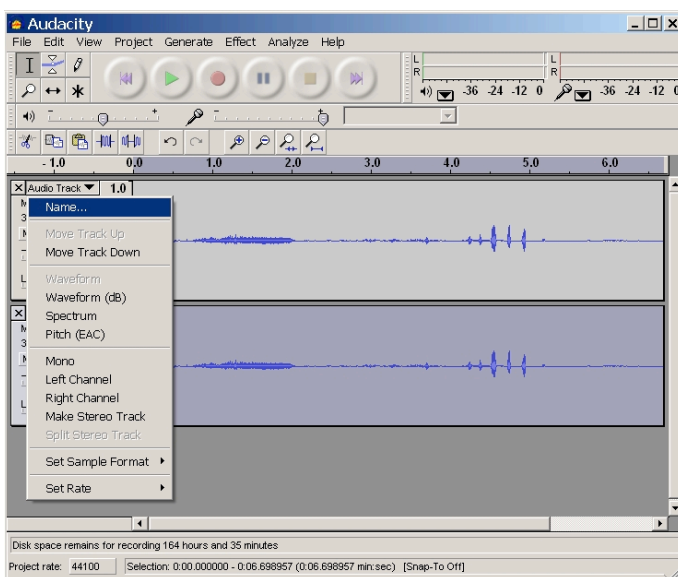 Audacity
File Edit View Project Generate Effect Analyze Help
L
R
-36 -24 -12 0
L
R
-36 -24 -12 0
- 1.0 0.0 1.0 2.0 3.0 4.0 5.0 6.0
Audio Track 1.0
Name...
Move Track Up
Move Track Down
Waveform
Waveform (dB)
Spectrum
Pitch (EAC)
Mono
Left Channel
Right Channel
Make Stereo Track
Split Stereo Track
Set Sample Format
Set Rate
Disk space remains for recording 164 hours and 35 minutes
Project rate: 44100 Selection: 0:00.000000 - 0:06.698957 (0:06.698957 min:sec) [Snap-To Off]